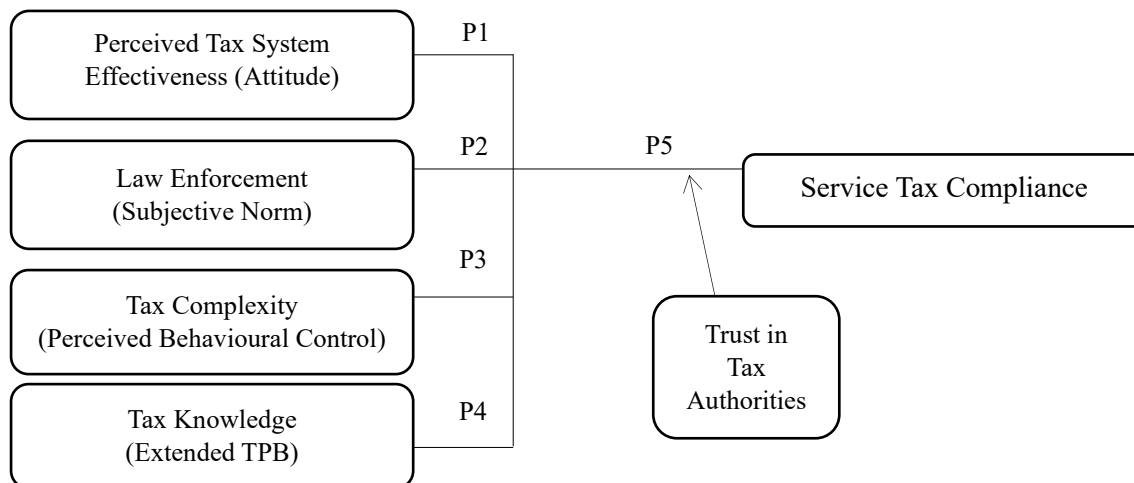 P1
Perceived Tax System
Effectiveness (Attitude)
P2
P5
Law Enforcement
(Subjective Norm)
Service Tax Compliance
P3
Tax Complexity
(Perceived Behavioural Control)
Trust in
Tax
Authorities
P4
Tax Knowledge
(Extended TPB)